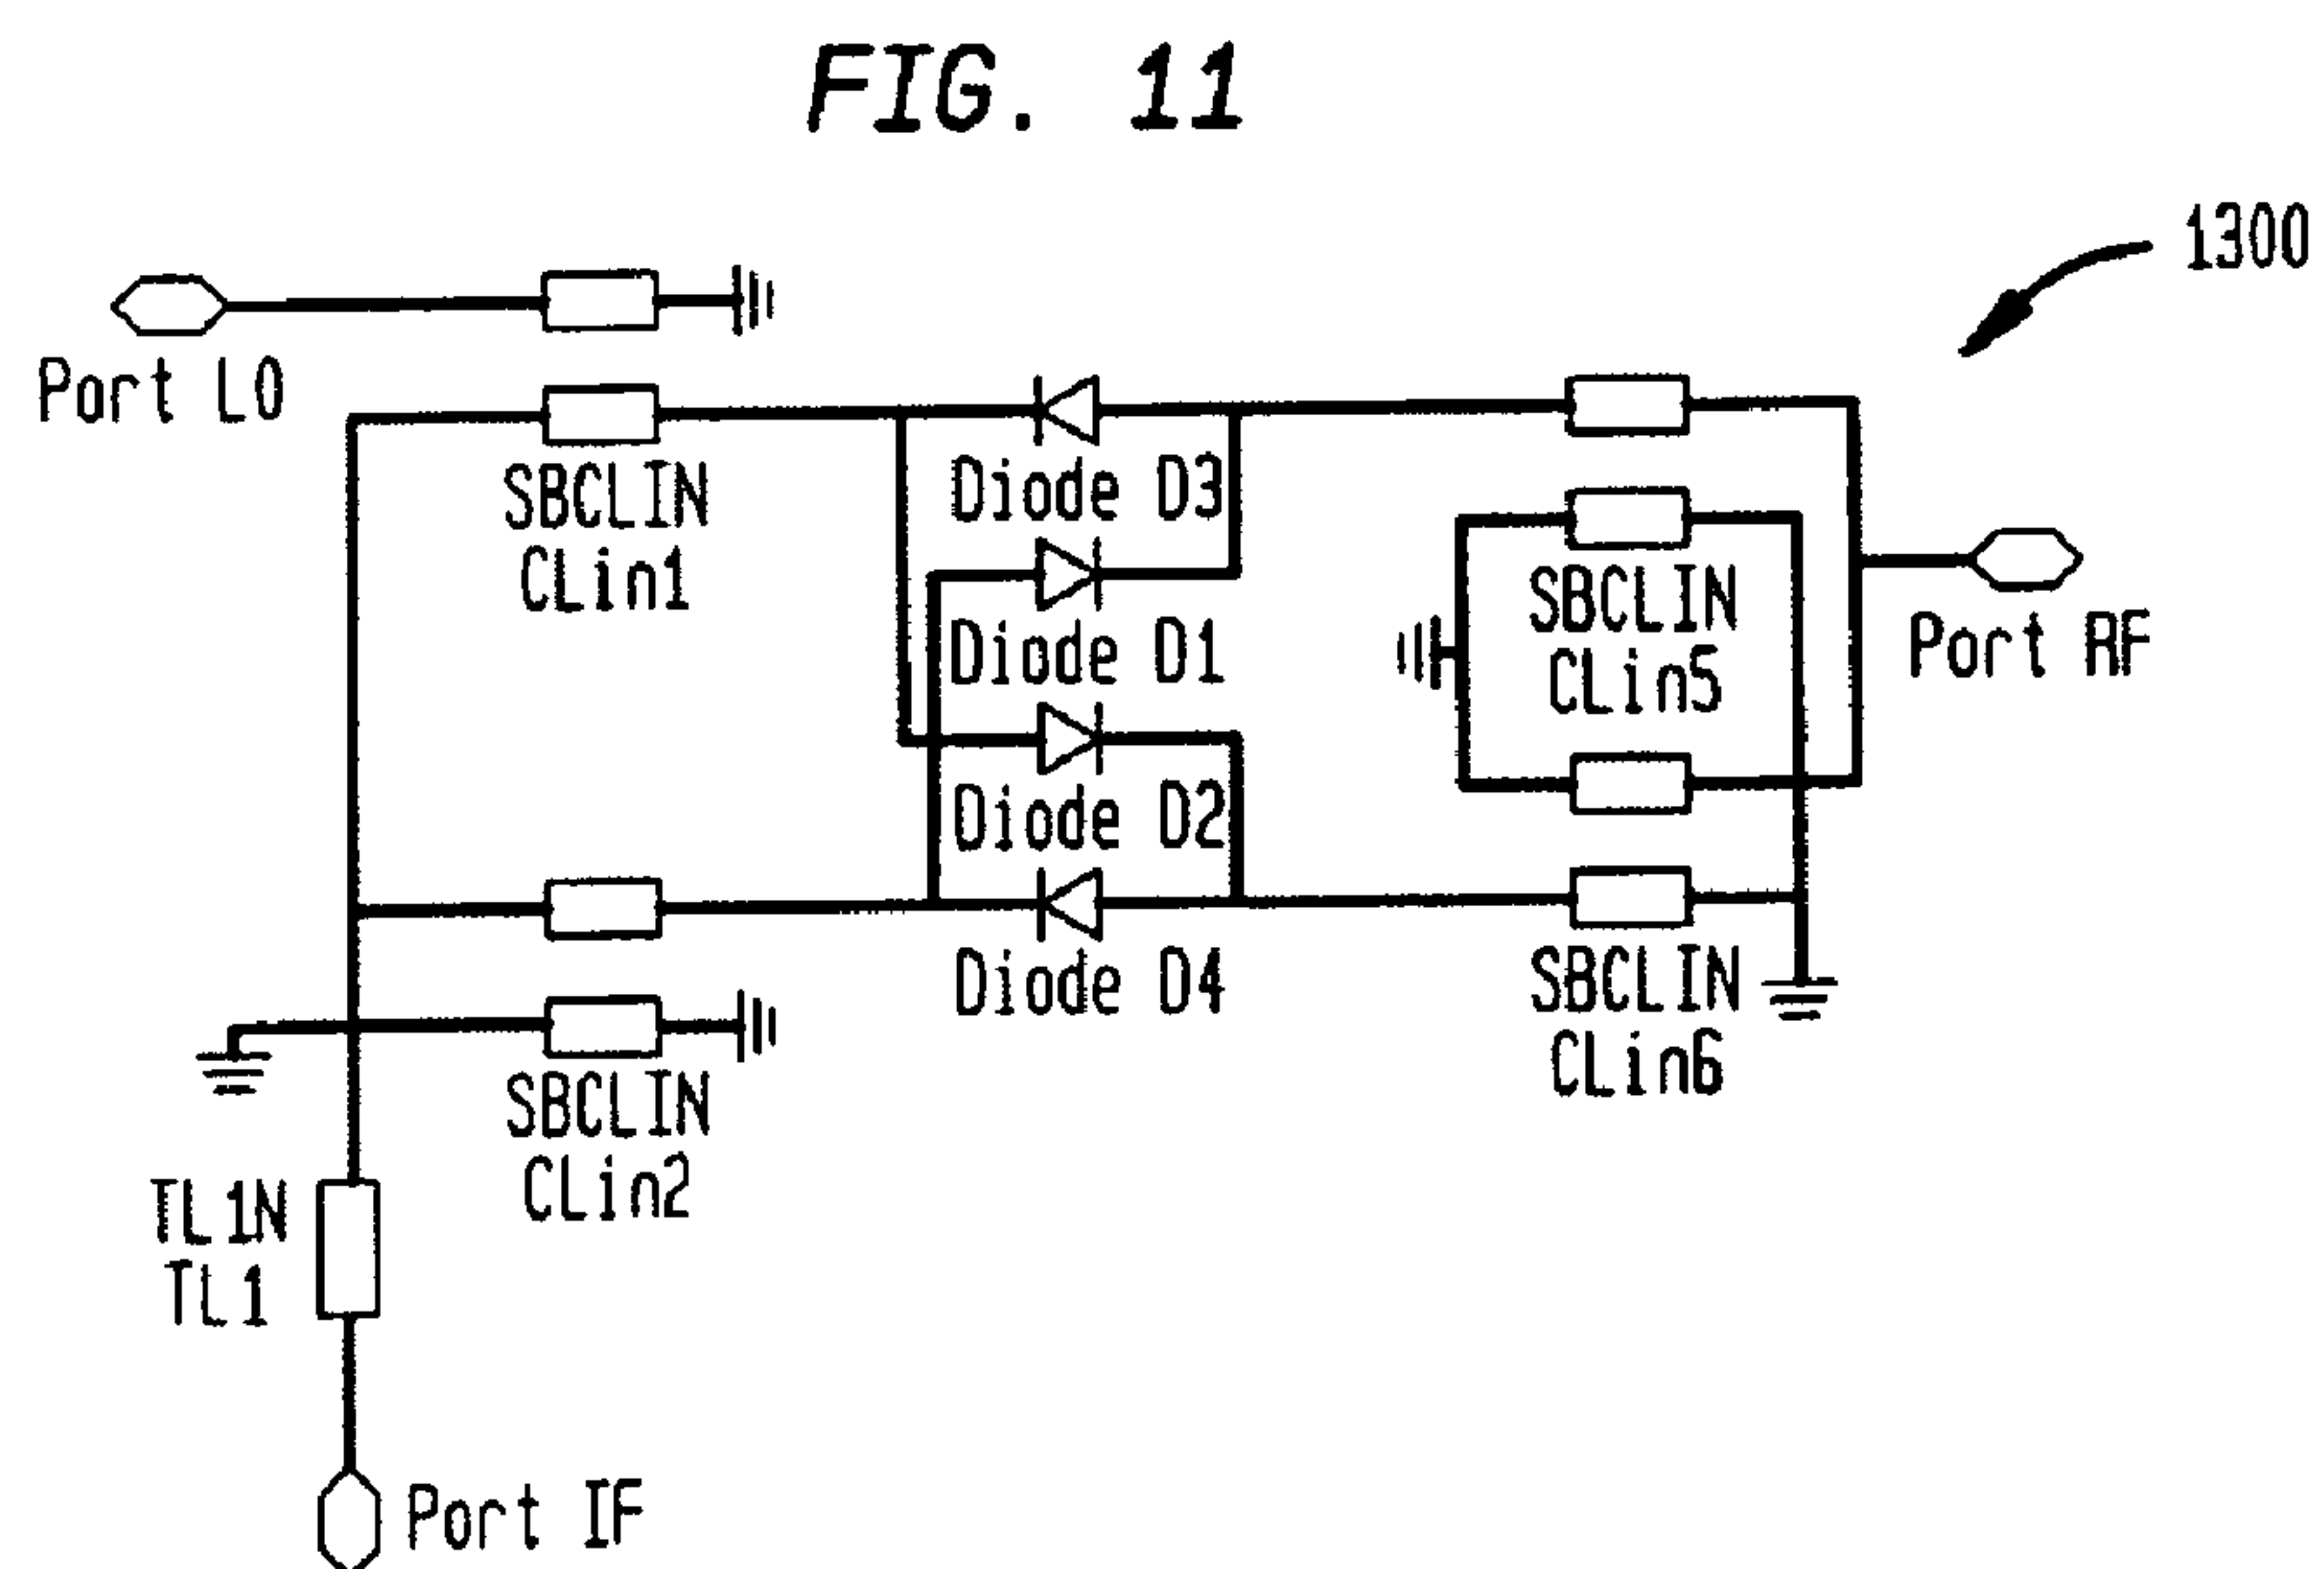 FIG. 11
1300
Port LO
SBCLIN
CLin1
Diode D3
Diode D1
Diode D2
Diode D4
SBCLIN
CLin5
Port RF
SBCLIN
CLin6
SBCLIN
CLin2
TL1N
TL1
Port IF